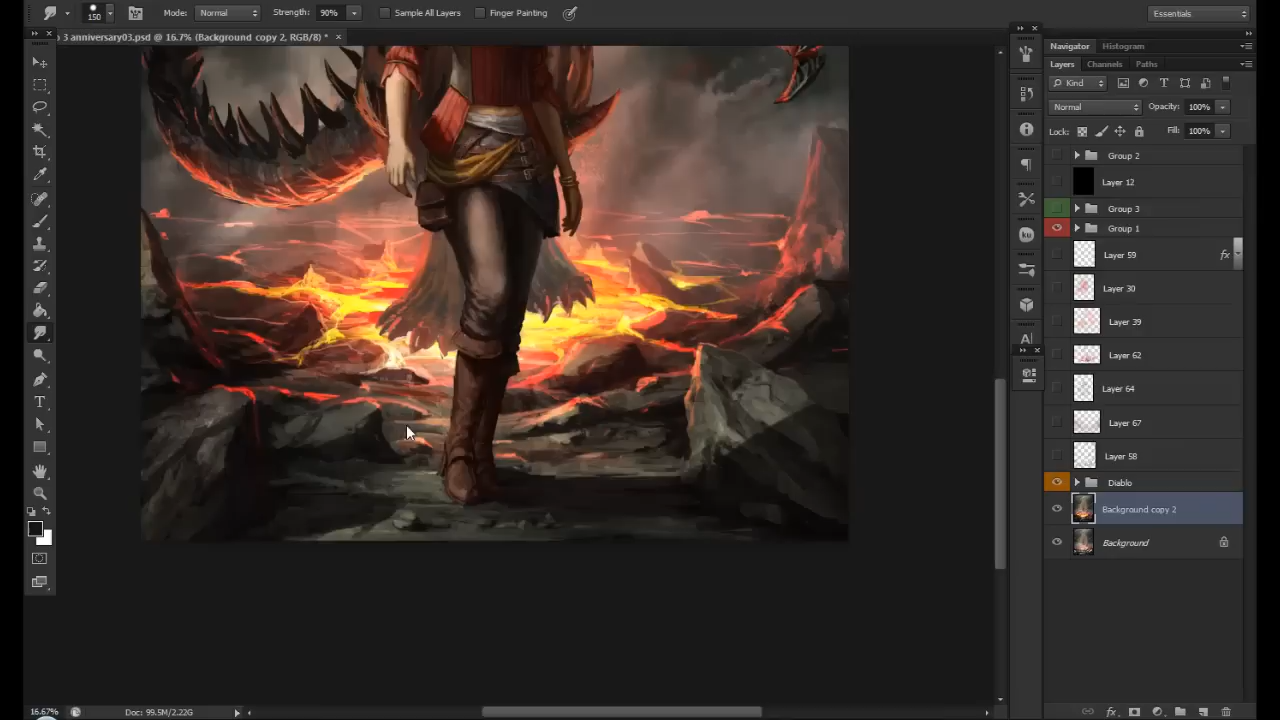 150 Mode: Normal Strength: 90% Sample All Layers Finger Painting Essentials
o 3 anniversary03.psd @ 16.7% (Background copy 2, RGB/8) * ×
Navigator Histogram
Layers Channels Paths
Kind
Normal Opacity: 100%
Lock: Fill: 100%
Group 2
Layer 12
Group 3
Group 1
Layer 59 fx
Layer 30
Layer 39
Layer 62
Layer 64
Layer 67
Layer 58
Diablo
Background copy 2
Background
16.67% Doc: 99.5M/2.22G